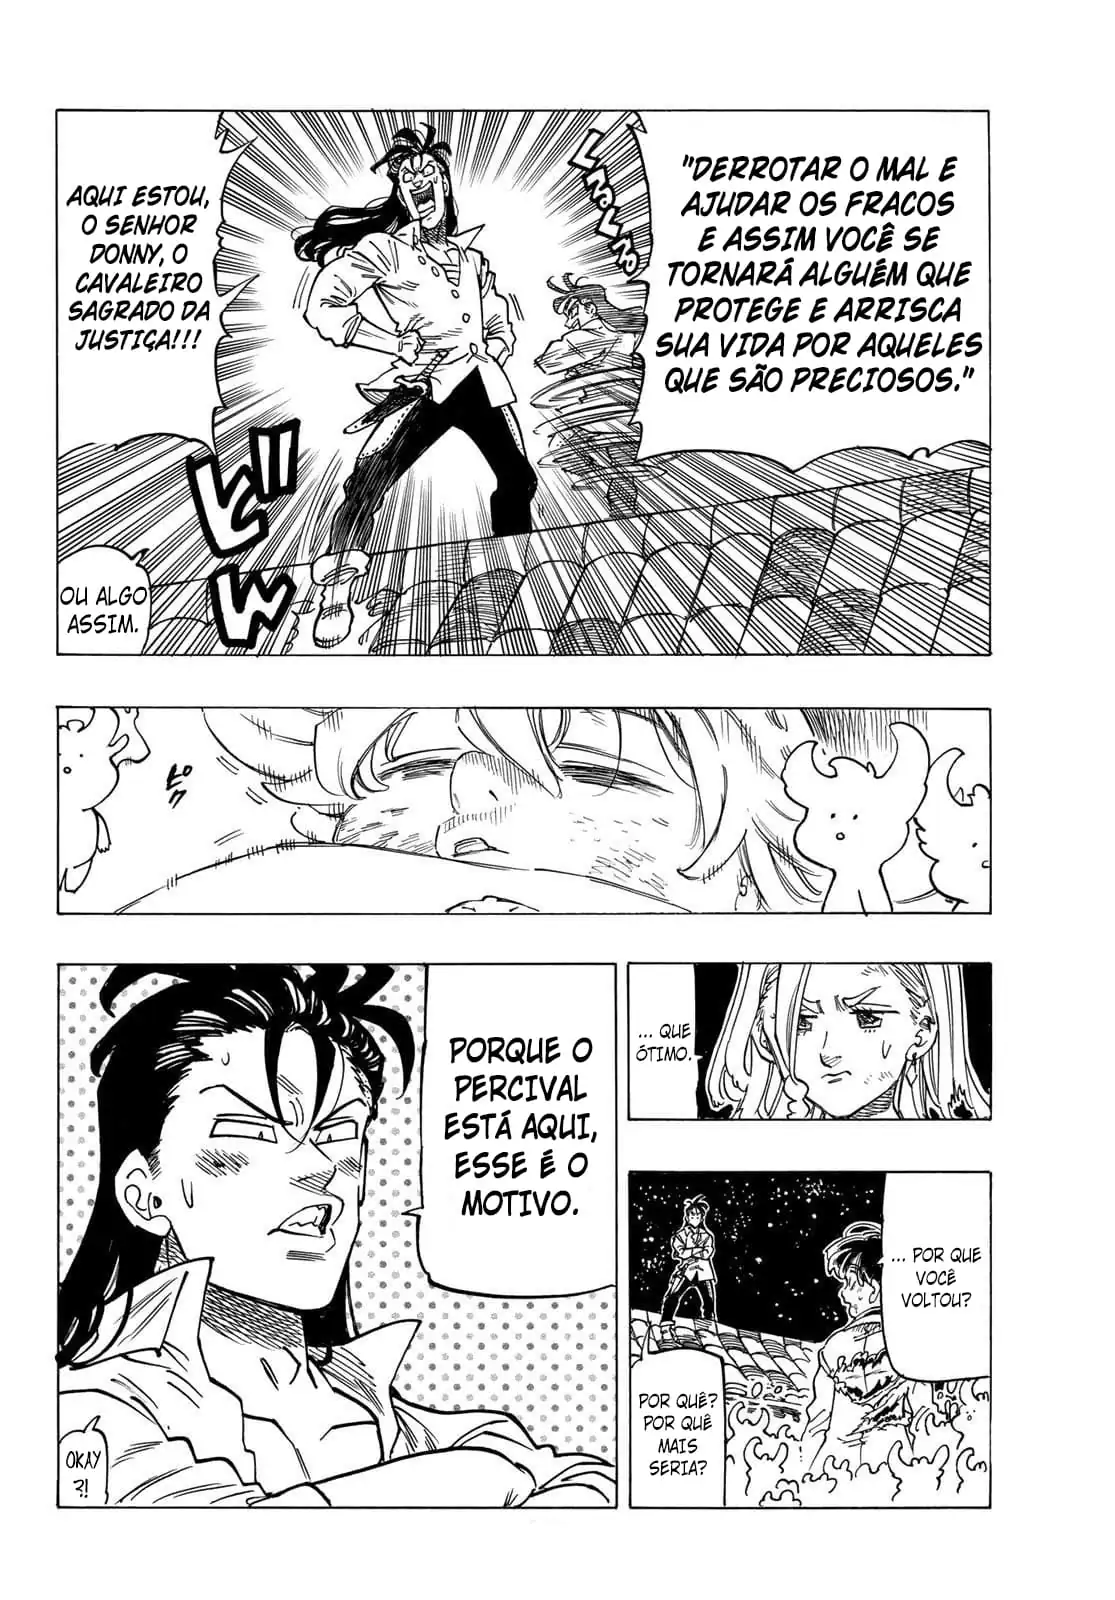 "DERROTAR O MAL E
AJUDAR OS FRACOS
E ASSIM VOCÊ SE
TORNARÁ ALGUÉM QUE
PROTEGE E ARRISCA
SUA VIDA POR AQUELES
QUE SÃO PRECIOSOS."
AQUI ESTOU,
O SENHOR
DONNY, O
CAVALEIRO
SAGRADO DA
JUSTIÇA!!!
OU ALGO
ASSIM.
ピク
... QUE
ÓTIMO.
... POR QUE
VOCÊ
VOLTOU?
POR QUÊ?
POR QUÊ
MAIS
SERIA?
PORQUE O
PERCIVAL
ESTÁ AQUI,
ESSE É O
MOTIVO.
OKAY
?!